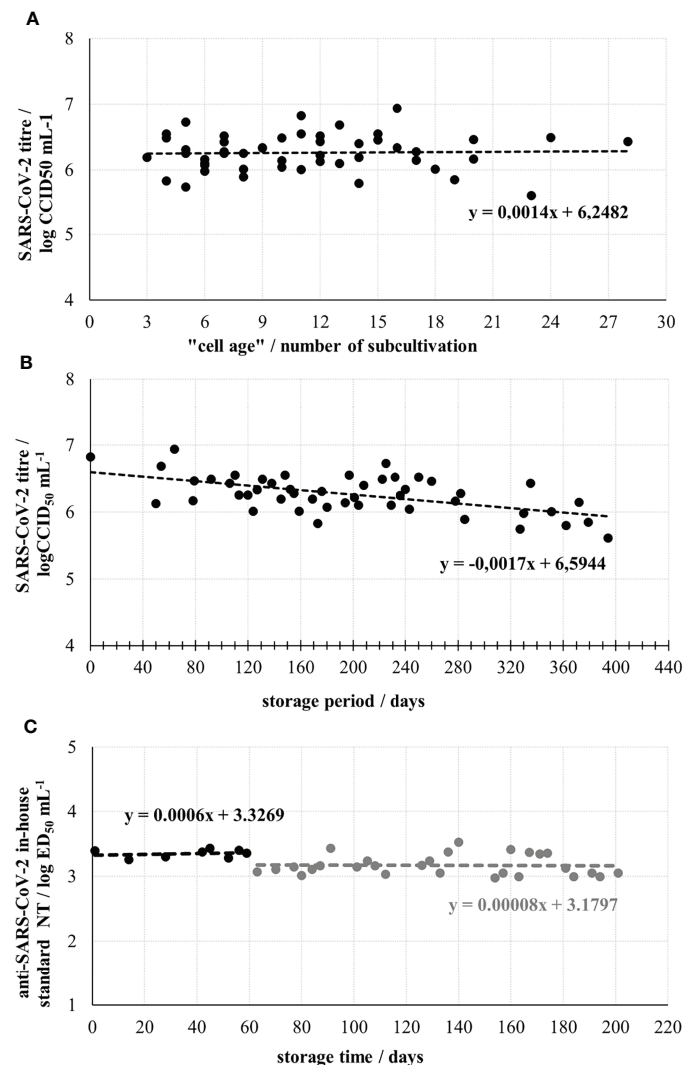 A
SARS-CoV-2 titre /
log CCID50 mL-1
8
7
6
5
4
y = 0,0014x + 6,2482
0 3 6 9 12 15 18 21 24 27 30
"cell age" / number of subcultivation
B
SARS-CoV-2 titre /
logCCID50 mL-1
8
7
6
5
4
y = -0,0017x + 6,5944
0 40 80 120 160 200 240 280 320 360 400 440
storage period / days
C
anti-SARS-CoV-2 in-house
standard NT / log ED50 mL-1
5
4
3
2
1
y = 0.0006x + 3.3269
y = 0.00008x + 3.1797
0 20 40 60 80 100 120 140 160 180 200 220
storage time / days